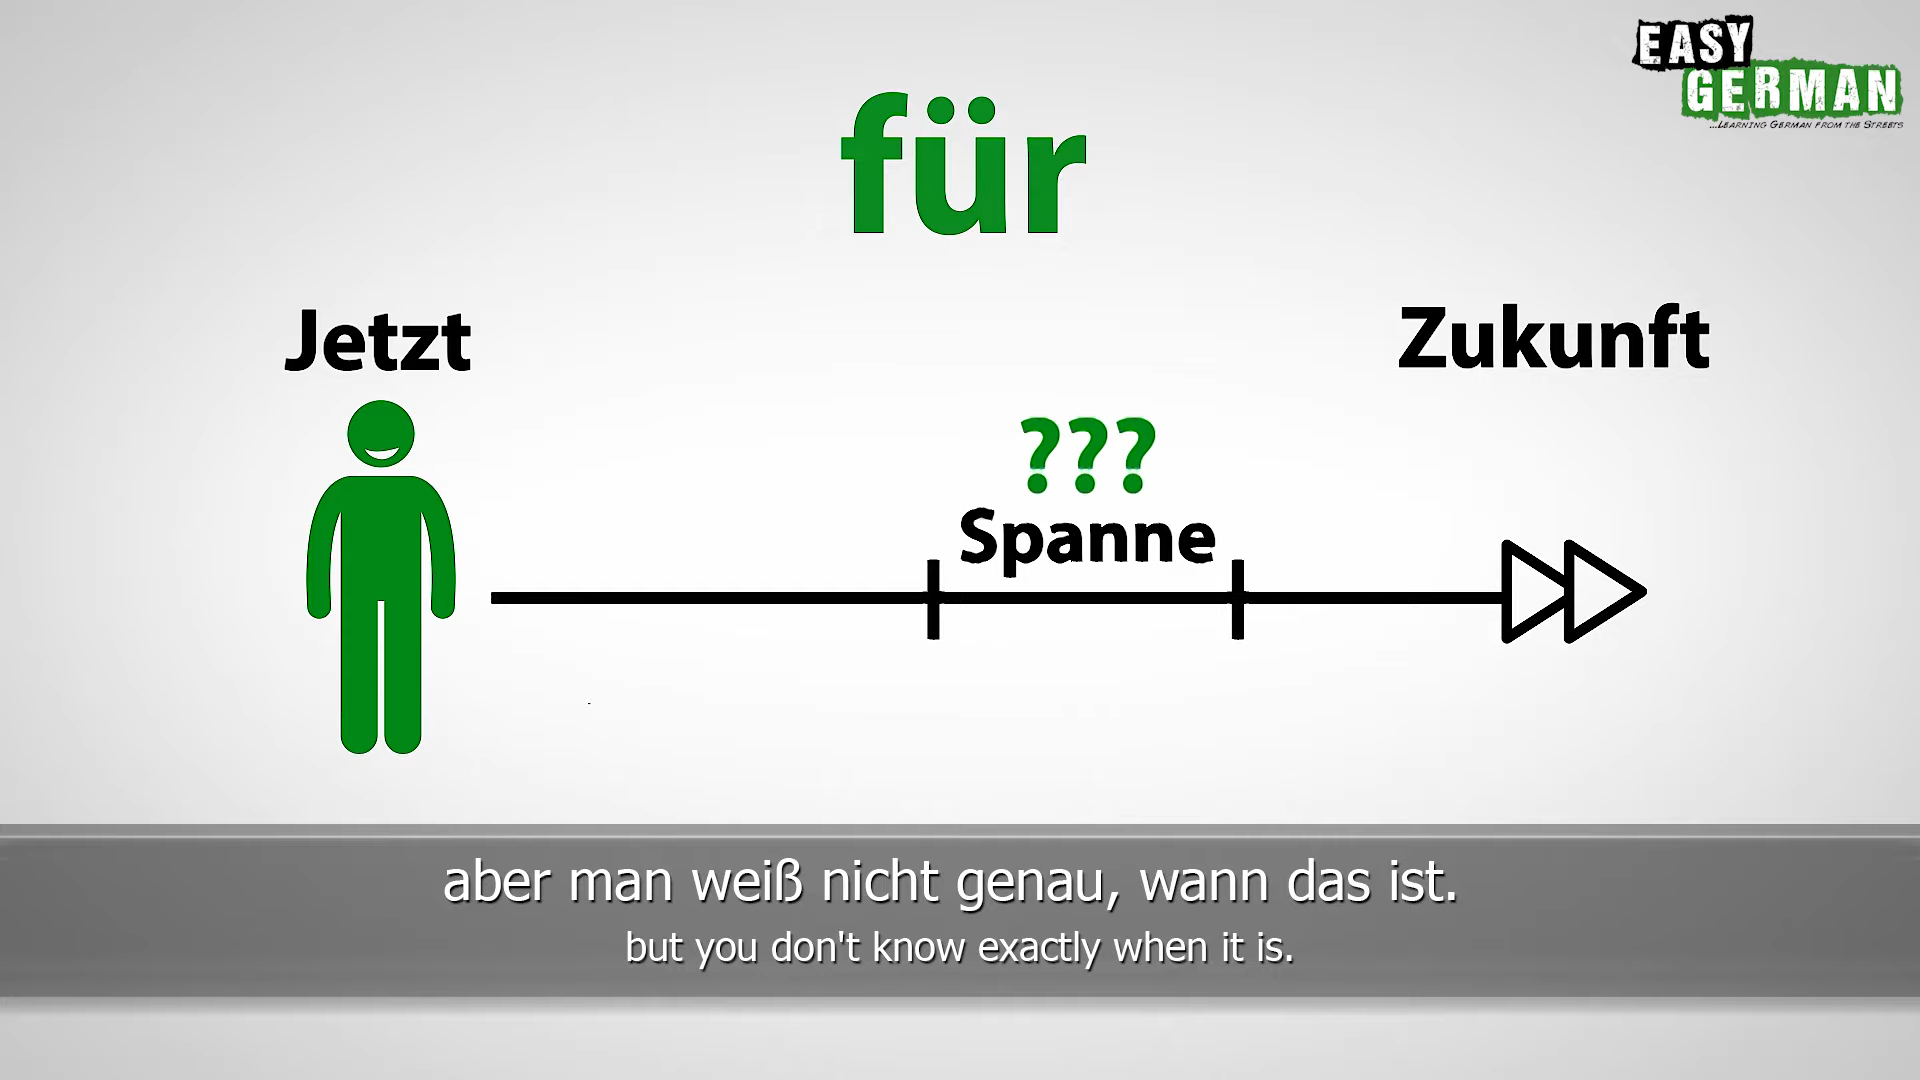 EASY
GERMAN
...LEARNING GERMAN FROM THE STREETS
für
Jetzt
Zukunft
???
Spanne
aber man weiß nicht genau, wann das ist.
but you don't know exactly when it is.